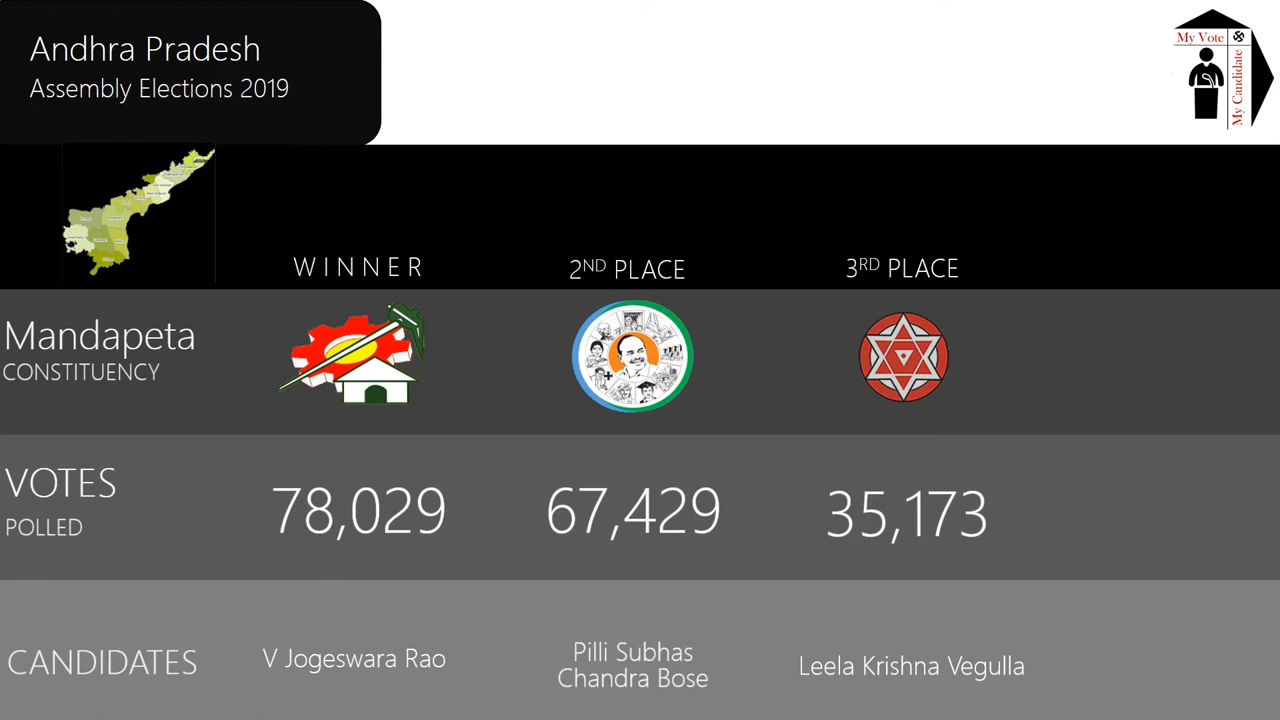 Andhra Pradesh
Assembly Elections 2019
My Vote
My Candidate
WINNER
2ND PLACE
3RD PLACE
Mandapeta
CONSTITUENCY
VOTES
POLLED
78,029
67,429
35,173
CANDIDATES
V Jogeswara Rao
Pilli Subhas
Chandra Bose
Leela Krishna Vegulla